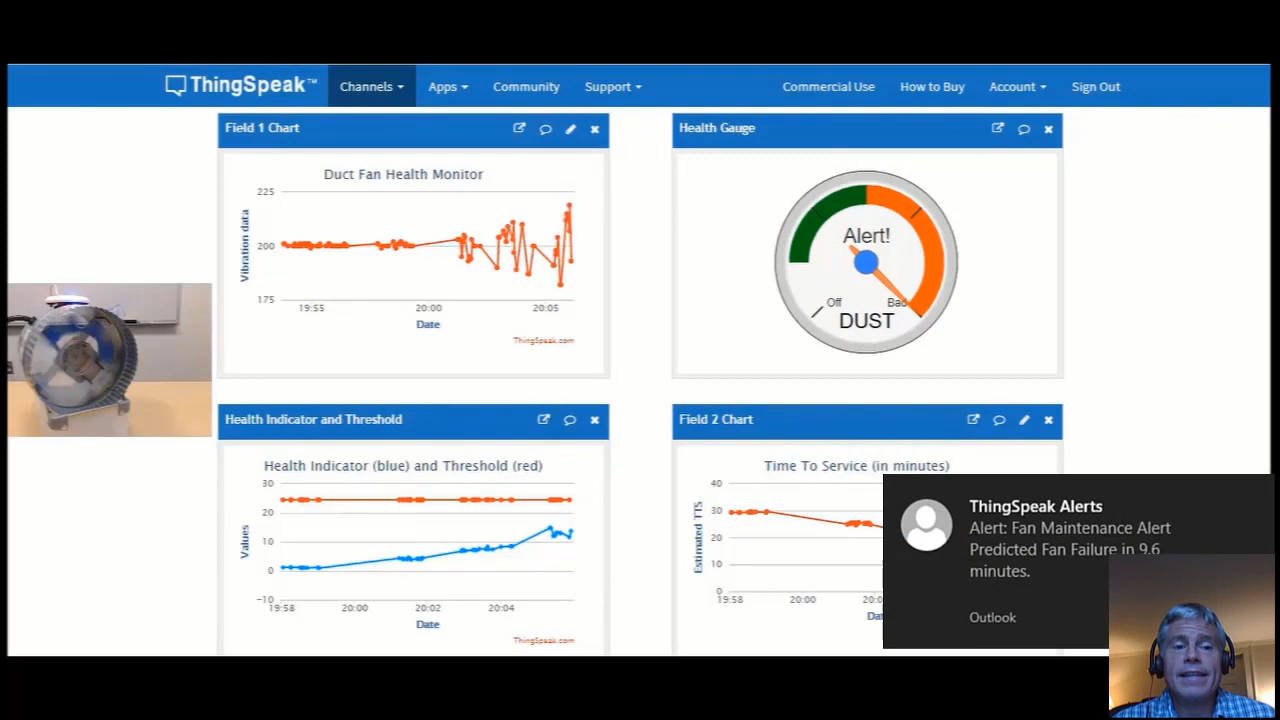 ThingSpeak™
Channels
Apps
Community
Support
Commercial Use
How to Buy
Account
Sign Out
Field 1 Chart
Duct Fan Health Monitor
225
200
175
Vibration data
19:55
20:00
20:05
Date
ThingSpeak.com
Health Gauge
Alert!
Off
Bad
DUST
Health Indicator and Threshold
Health Indicator (blue) and Threshold (red)
30
20
10
0
-10
Values
19:58
20:00
20:02
20:04
Date
ThingSpeak.com
Field 2 Chart
Time To Service (in minutes)
40
30
20
10
0
Estimated TTS
19:58
20:00
ThingSpeak Alerts
Alert: Fan Maintenance Alert
Predicted Fan Failure in 9.6
minutes.
Outlook